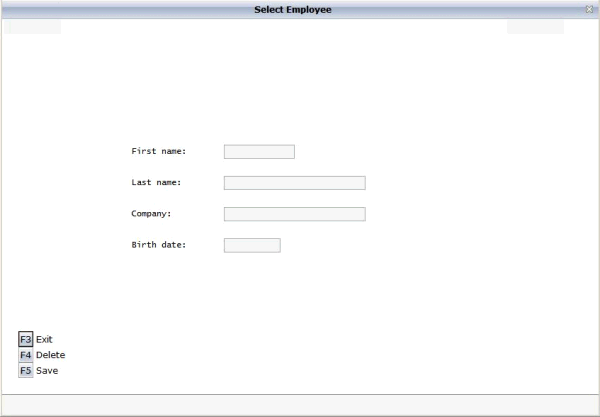 Select Employee
First name:
Last name:
Company:
Birth date:
F3 Exit
F4 Delete
F5 Save